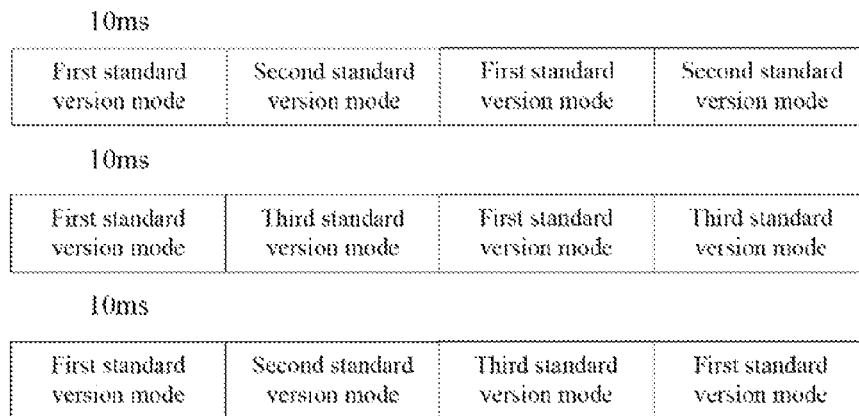 10ms
First standard Second standard First standard Second standard
version mode version mode version mode version mode
10ms
First standard Third standard First standard Third standard
version mode version mode version mode version mode
10ms
First standard Second standard Third standard First standard
version mode version mode version mode version mode